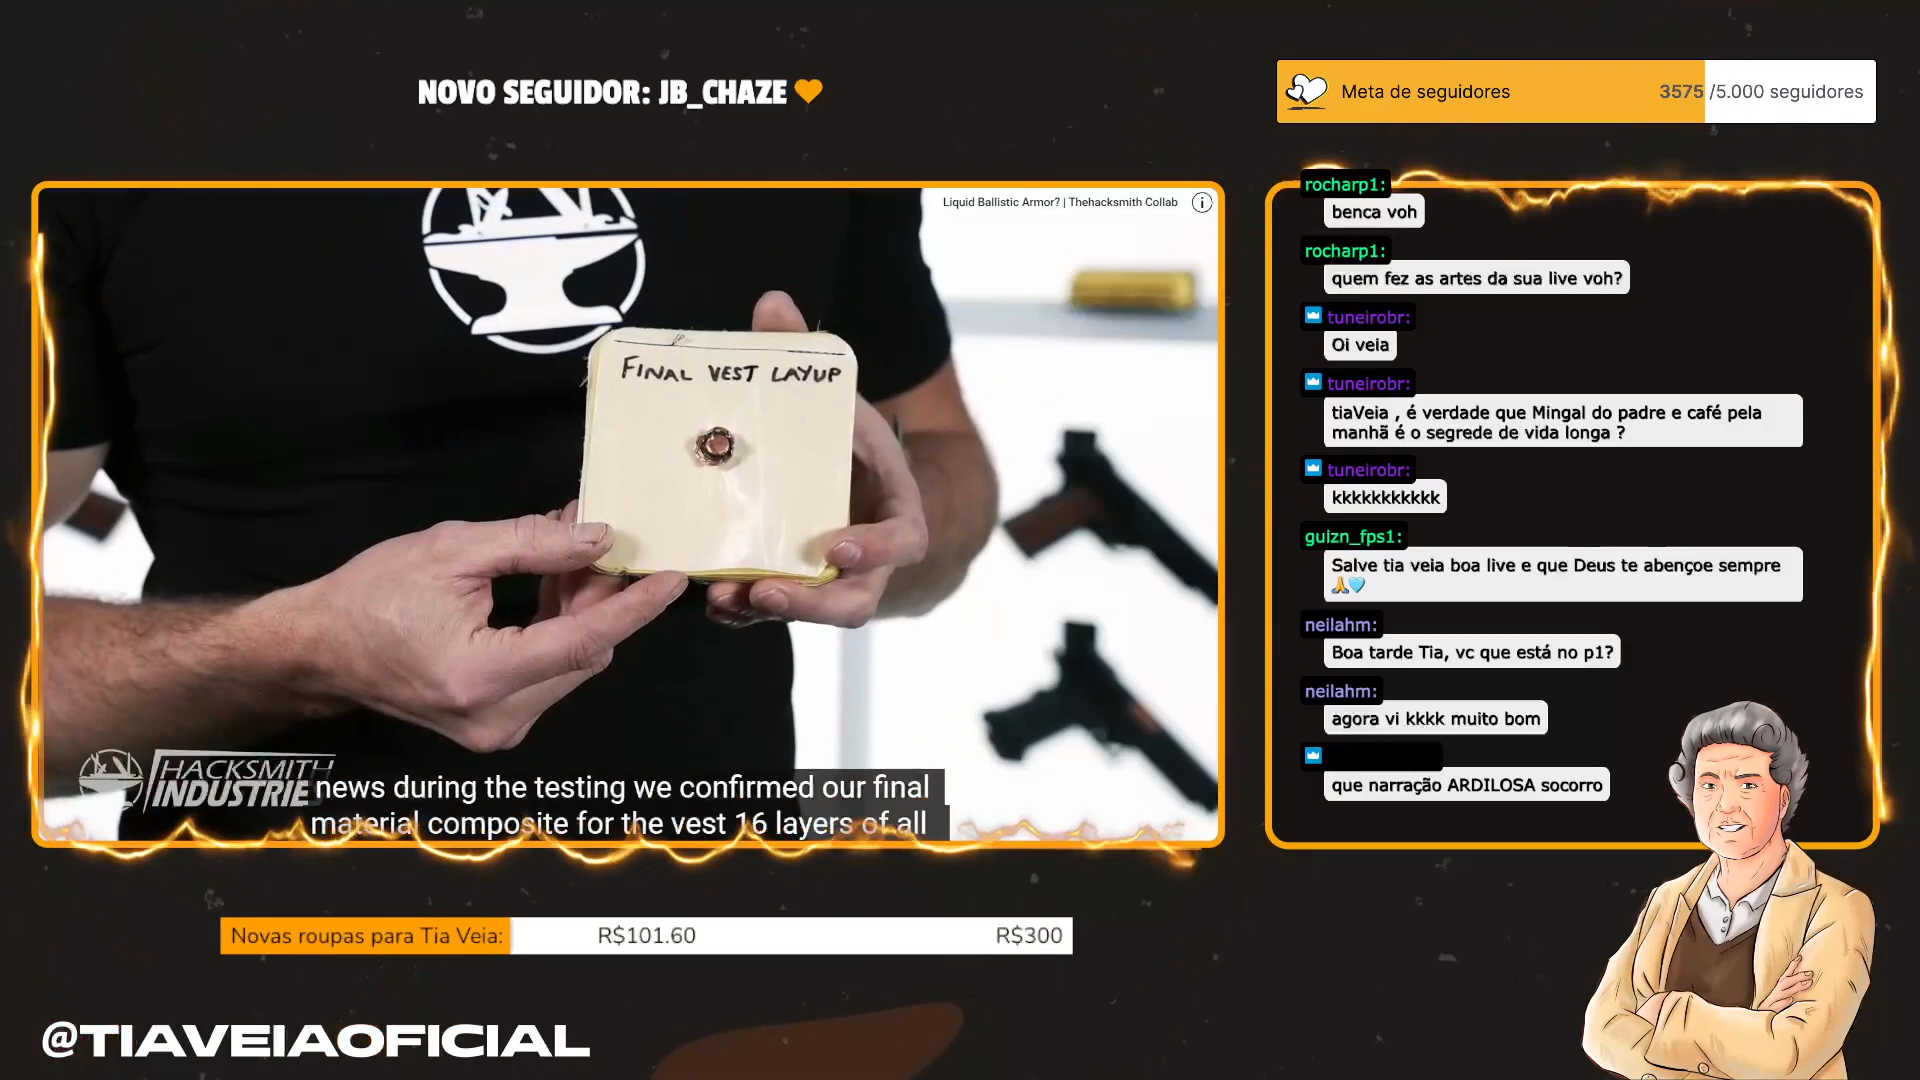 NOVO SEGUIDOR: JB_CHAZE
Meta de seguidores
3575 /5.000 seguidores
Liquid Ballistic Armor? | Thehacksmith Collab
i
FINAL VEST LAYUP
HACKSMITH
INDUSTRIE
news during the testing we confirmed our final
material composite for the vest 16 layers of all
rocharp1:
benca voh
rocharp1:
quem fez as artes da sua live voh?
tuneirobr:
Oi veia
tuneirobr:
tiaVeia , é verdade que Mingal do padre e café pela
manhã é o segrede de vida longa ?
tuneirobr:
kkkkkkkkkkk
guizn_fps1:
Salve tia veia boa live e que Deus te abençoe sempre
🙏🩵
neilahm:
Boa tarde Tia, vc que está no p1?
neilahm:
agora vi kkkk muito bom
que narração ARDILOSA socorro
Novas roupas para Tia Veia:
R$101.60
R$300
@TIAVEIAOFICIAL